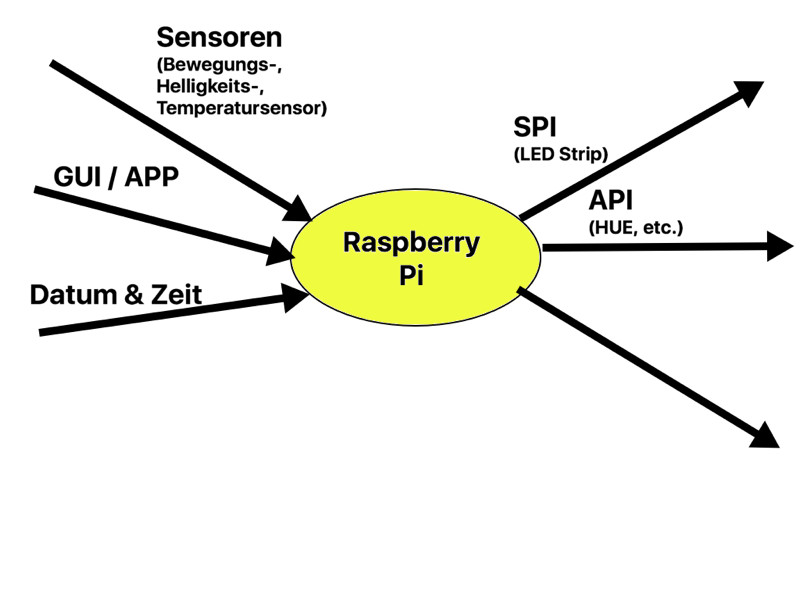 Sensoren
(Bewegungs-,
Helligkeits-,
Temperatursensor)
GUI / APP
Datum & Zeit
Raspberry
Pi
SPI
(LED Strip)
API
(HUE, etc.)